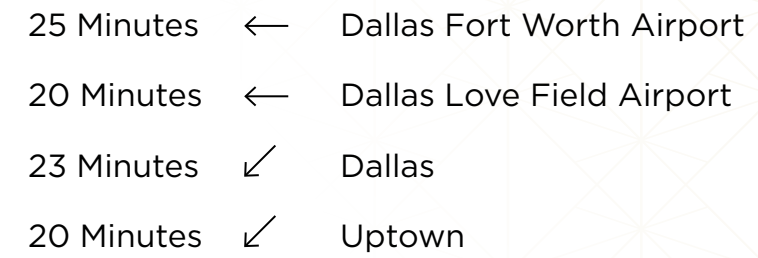 25 Minutes ← Dallas Fort Worth Airport
20 Minutes ← Dallas Love Field Airport
23 Minutes ↙ Dallas
20 Minutes ↙ Uptown